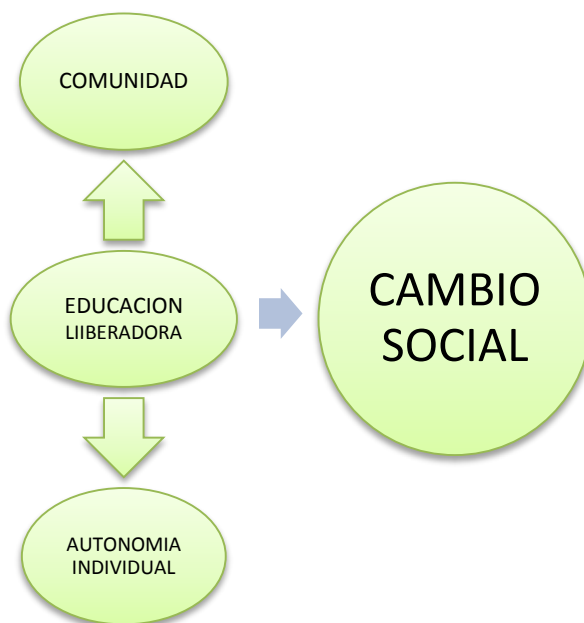 COMUNIDAD
EDUCACION
LIIBERADORA
CAMBIO
SOCIAL
AUTONOMIA
INDIVIDUAL